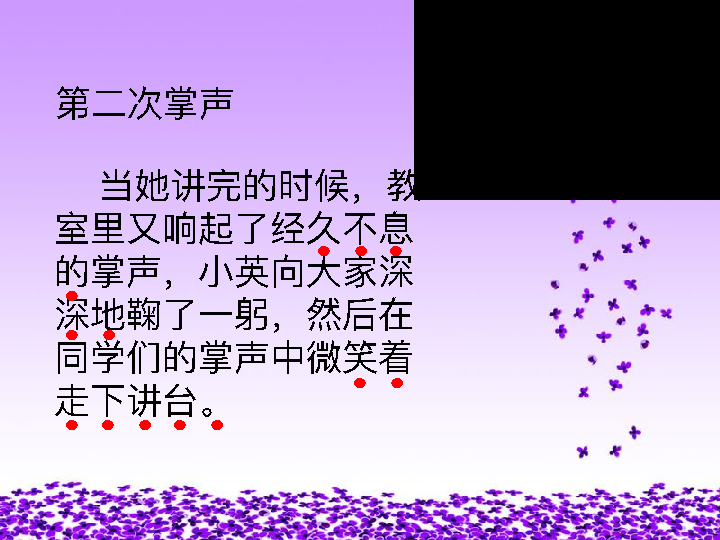 第二次掌声
当她讲完的时候，教
室里又响起了经久不息
的掌声，小英向大家深
深地鞠了一躬，然后在
同学们的掌声中微笑着
走下讲台。